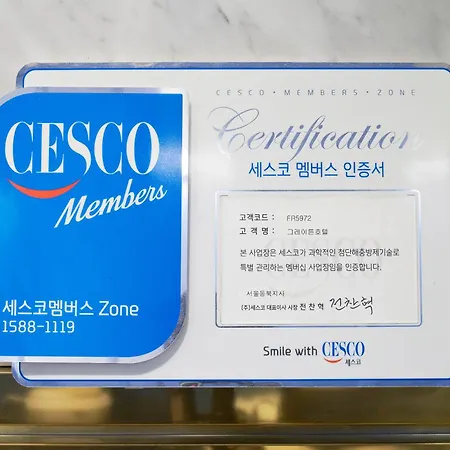 CESCO
Members
세스코멤버스 Zone
1588-1119
CESCO · MEMBERS · ZONE
Certification
세스코 멤버스 인증서
고객코드 : FR5972
고 객 명 : 그레이튼호텔
본 사업장은 세스코가 과학적인 첨단해충방제기술로
특별 관리하는 멤버십 사업장임을 인증합니다.
서울동북지사
(주)세스코 대표이사 사장 전 찬 혁 전찬혁
Smile with CESCO
세스코